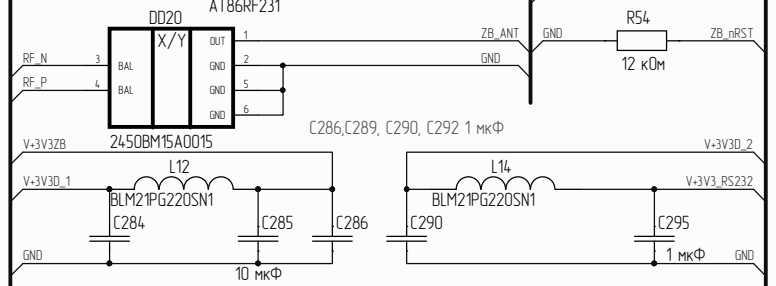 AT86RF231
DD20
R54
X/Y
OUT
1
ZB_ANT
GND
ZB_nRST
RF_N
3
BAL
GND
2
GND
12 кОм
RF_P
4
BAL
GND
5
GND
6
2450BM15A0015
C286,C289, C290, C292 1 мкФ
V+3V3ZB
V+3V3D_2
L12
L14
V+3V3D_1
V+3V3_RS232
BLM21PG220SN1
BLM21PG220SN1
C284
C285
C286
C290
C295
GND
10 мкФ
1 мкФ
GND